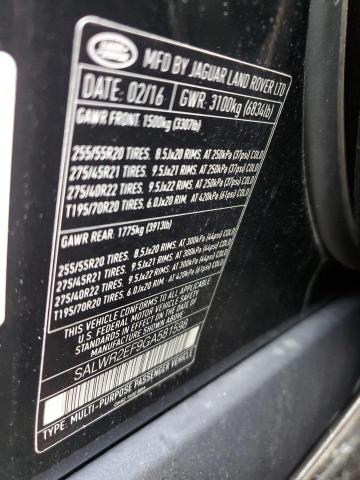 LAND ROVER
MFD BY JAGUAR LAND ROVER LTD
DATE: 02/16 GWR: 3100kg (6834lb)
GAWR FRONT: 1500kg (3307lb)
255/55R20 TIRES. 8.5Jx20 RIMS. AT 250kPa (37psi) COLD
275/45R21 TIRES. 9.5Jx21 RIMS. AT 250kPa (37psi) COLD
275/40R22 TIRES. 9.5Jx22 RIMS. AT 250kPa (37psi) COLD
T195/70R20 TIRES. 6.0Jx20 RIM AT 420kPa (61psi) COLD
GAWR REAR: 1775kg (3913lb)
255/55R20 TIRES. 8.5Jx20 RIMS. AT 300kPa (44psi) COLD
275/45R21 TIRES. 9.5Jx21 RIMS. AT 300kPa (44psi) COLD
275/40R22 TIRES. 9.5Jx22 RIMS. AT 300kPa (44psi) COLD
T195/70R20 TIRES. 6.0Jx20 RIM AT 420kPa (61psi) COLD
THIS VEHICLE CONFORMS TO ALL APPLICABLE
U.S. FEDERAL MOTOR VEHICLE SAFETY
STANDARDS IN EFFECT ON THE DATE OF
MANUFACTURE SHOWN ABOVE.
SALWR2EF9GA581598
TYPE: MULTI-PURPOSE PASSENGER VEHICLE